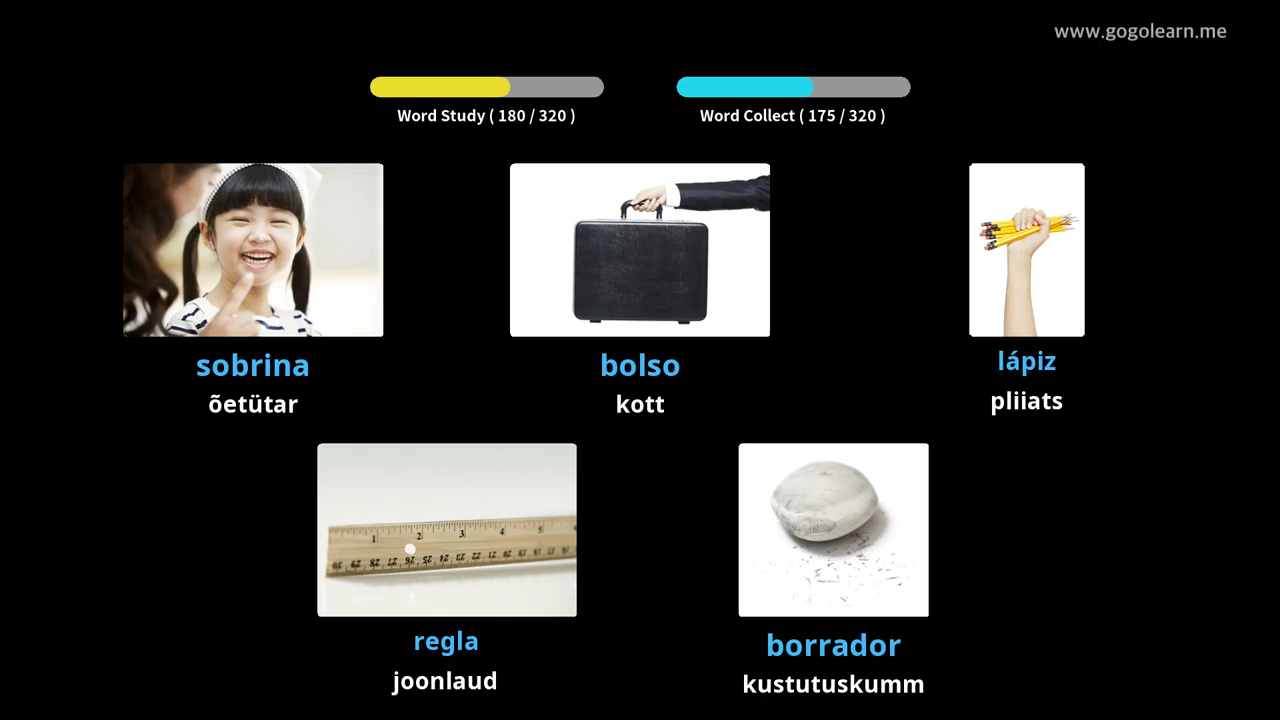 www.gogolearn.me
Word Study ( 180 / 320 )
Word Collect ( 175 / 320 )
sobrina
õetütar
bolso
kott
lápiz
pliiats
regla
joonlaud
borrador
kustutuskumm